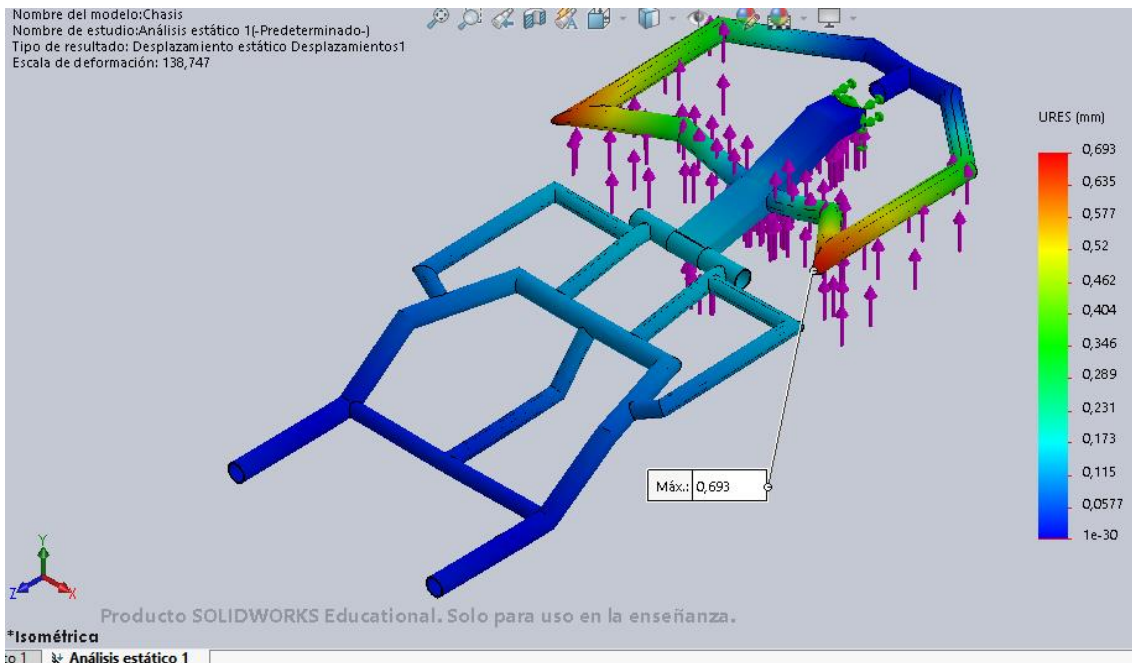 Nombre del modelo:Chasis
Nombre de estudio:Análisis estático 1(-Predeterminado-)
Tipo de resultado: Desplazamiento estático Desplazamientos1
Escala de deformación: 138,747
URES (mm)
0,693
0,635
0,577
0,52
0,462
0,404
0,346
0,289
0,231
0,173
0,115
0,0577
1e-30
Máx.: 0,693
Y
Z X
Producto SOLIDWORKS Educational. Solo para uso en la enseñanza.
*Isométrica
to 1 Análisis estático 1